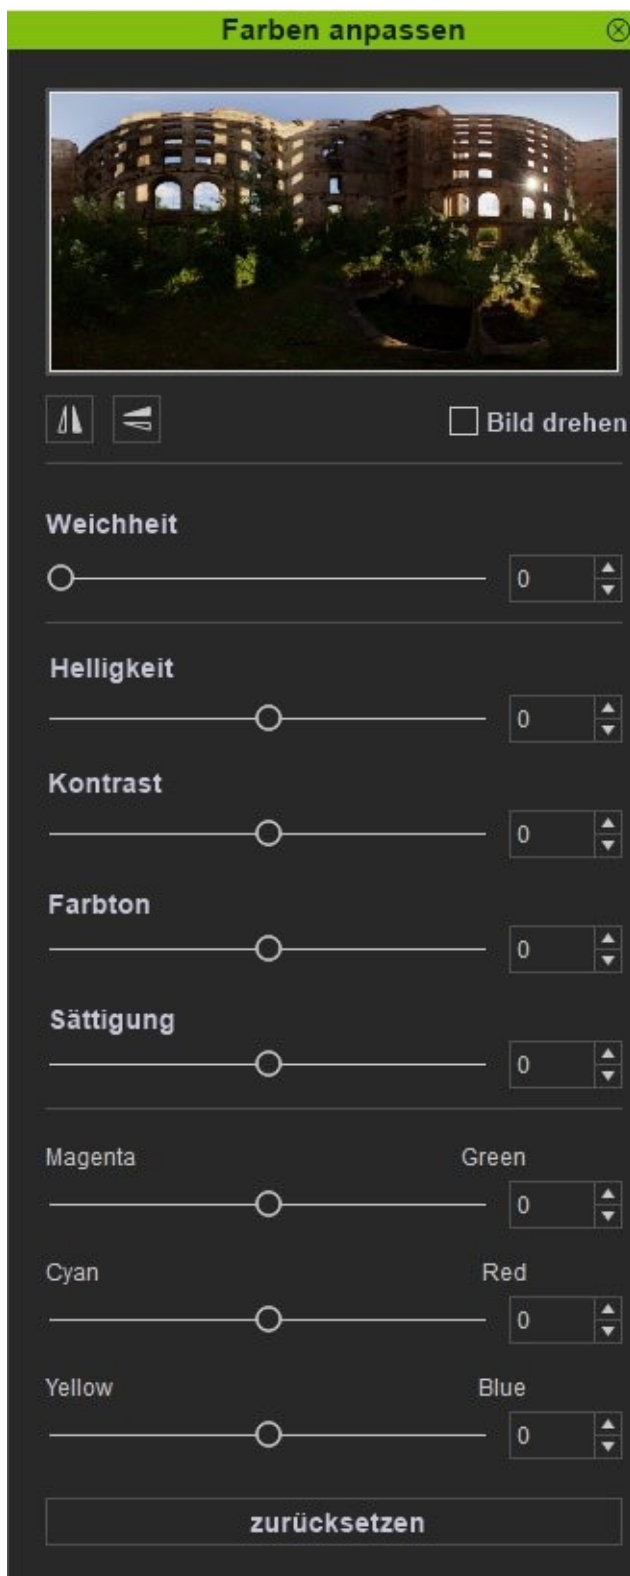 Farben anpassen
Bild drehen
Weichheit
0
Helligkeit
0
Kontrast
0
Farbton
0
Sättigung
0
Magenta Green
0
Cyan Red
0
Yellow Blue
0
zurücksetzen